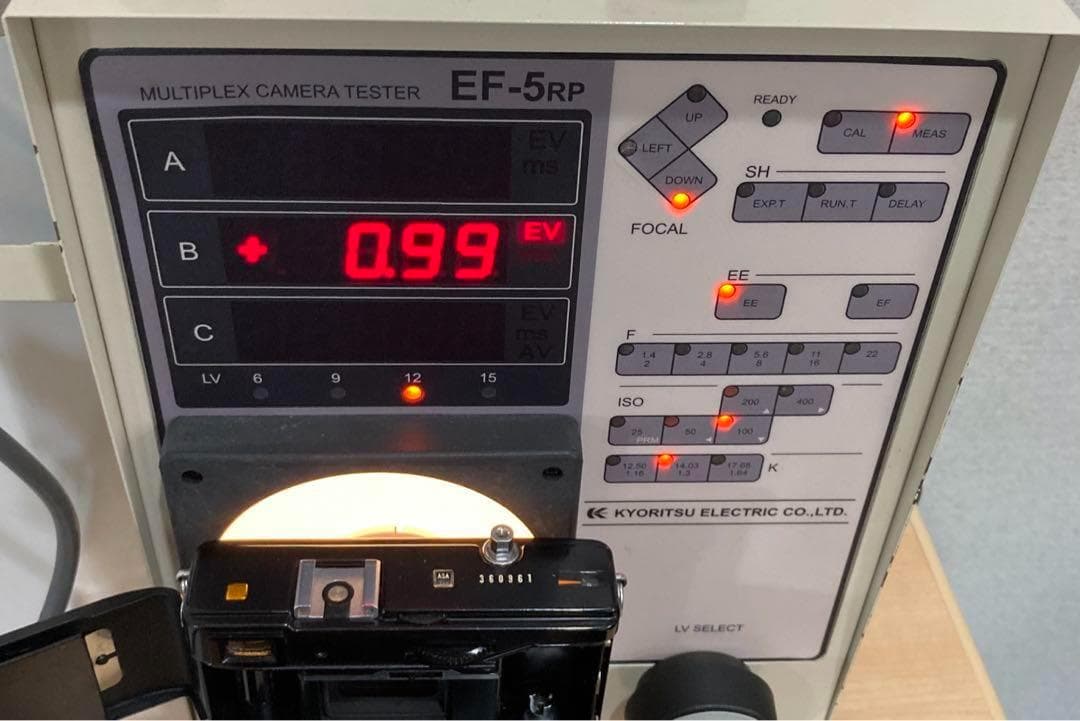 MULTIPLEX CAMERA TESTER EF-5RP
A EV
ms
B + 0.99 EV
C EV
ms
AV
LV 6 9 12 15
UP
LEFT
DOWN
FOCAL
READY
CAL MEAS
SH
EXP.T RUN.T DELAY
EE
EE EF
F
1.4 2.8 5.6 11 22
2 4 8 16
ISO
200 400
25 50 100
PRM
12.50 14.03 17.68
1.16 1.3 1.64
K
KYORITSU ELECTRIC CO.,LTD.
LV SELECT
ASA
360961